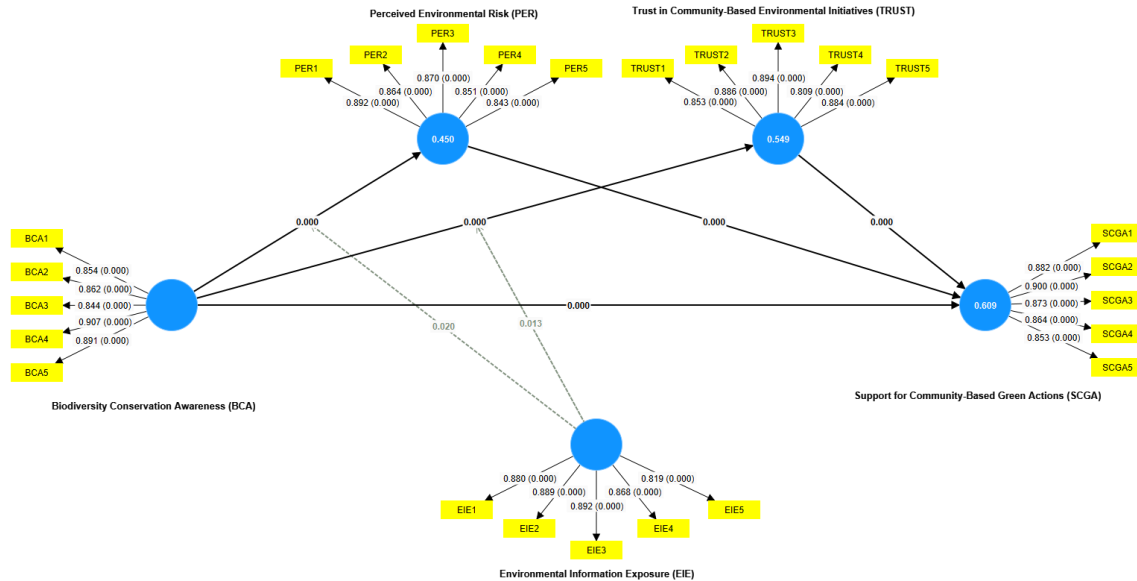 Perceived Environmental Risk (PER)
Trust in Community-Based Environmental Initiatives (TRUST)
PER1
PER2
PER3
PER4
PER5
0.892 (0.000)
0.864 (0.000)
0.870 (0.000)
0.851 (0.000)
0.843 (0.000)
0.450
TRUST1
TRUST2
TRUST3
TRUST4
TRUST5
0.853 (0.000)
0.886 (0.000)
0.894 (0.000)
0.809 (0.000)
0.884 (0.000)
0.549
0.000
0.000
0.000
0.000
0.000
0.020
0.013
BCA1
BCA2
BCA3
BCA4
BCA5
0.854 (0.000)
0.862 (0.000)
0.844 (0.000)
0.907 (0.000)
0.891 (0.000)
Biodiversity Conservation Awareness (BCA)
0.609
0.882 (0.000)
0.900 (0.000)
0.873 (0.000)
0.864 (0.000)
0.853 (0.000)
SCGA1
SCGA2
SCGA3
SCGA4
SCGA5
Support for Community-Based Green Actions (SCGA)
0.880 (0.000)
0.889 (0.000)
0.892 (0.000)
0.868 (0.000)
0.819 (0.000)
EIE1
EIE2
EIE3
EIE4
EIE5
Environmental Information Exposure (EIE)